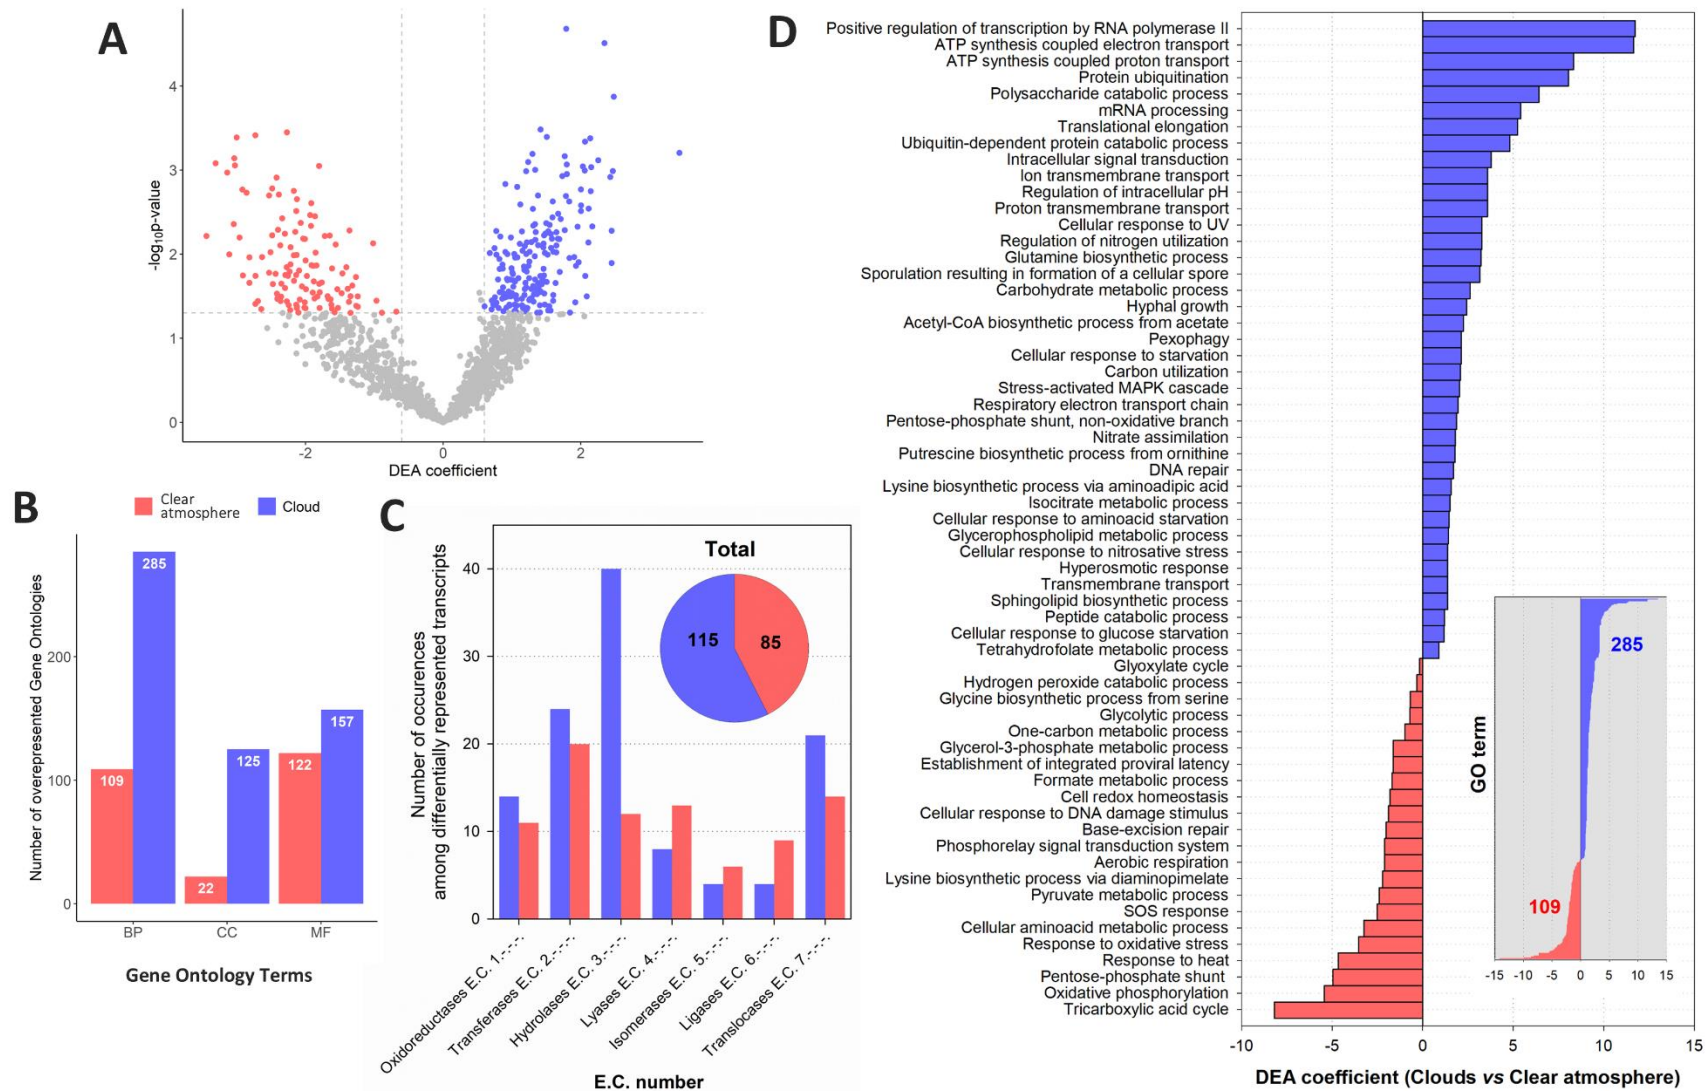 A
4
3
2
1
0
-log10p-value
-2
0
2
DEA coefficient
B
Clear
atmosphere
Cloud
Number of overepresented Gene Ontologies
200
100
0
109
285
22
125
122
157
BP
CC
MF
Gene Ontology Terms
C
Number of occurences
among differentially represented transcripts
40
30
20
10
0
Total
115
85
Oxidoreductases E.C. 1-.-.-.
Transferases E.C. 2-.-.-.
Hydrolases E.C. 3-.-.-.
Lyases E.C. 4-.-.-.
Isomerases E.C. 5-.-.-.
Ligases E.C. 6-.-.-.
Translocases E.C. 7-.-.-.
E.C. number
D
Positive regulation of transcription by RNA polymerase II
ATP synthesis coupled electron transport
ATP synthesis coupled proton transport
Protein ubiquitination
Polysaccharide catabolic process
mRNA processing
Translational elongation
Ubiquitin-dependent protein catabolic process
Intracellular signal transduction
Ion transmembrane transport
Regulation of intracellular pH
Proton transmembrane transport
Cellular response to UV
Regulation of nitrogen utilization
Glutamine biosynthetic process
Sporulation resulting in formation of a cellular spore
Carbohydrate metabolic process
Hyphal growth
Acetyl-CoA biosynthetic process from acetate
Pexophagy
Cellular response to starvation
Carbon utilization
Stress-activated MAPK cascade
Respiratory electron transport chain
Pentose-phosphate shunt, non-oxidative branch
Nitrate assimilation
Putrescine biosynthetic process from ornithine
DNA repair
Lysine biosynthetic process via aminoadipic acid
Isocitrate metabolic process
Cellular response to aminoacid starvation
Glycerophospholipid metabolic process
Cellular response to nitrosative stress
Hyperosmotic response
Transmembrane transport
Sphingolipid biosynthetic process
Peptide catabolic process
Cellular response to glucose starvation
Tetrahydrofolate metabolic process
Glyoxylate cycle
Hydrogen peroxide catabolic process
Glycine biosynthetic process from serine
Glycolytic process
One-carbon metabolic process
Glycerol-3-phosphate metabolic process
Establishment of integrated proviral latency
Formate metabolic process
Cell redox homeostasis
Cellular response to DNA damage stimulus
Base-excision repair
Phosphorelay signal transduction system
Aerobic respiration
Lysine biosynthetic process via diaminopimelate
Pyruvate metabolic process
SOS response
Cellular aminoacid metabolic process
Response to oxidative stress
Response to heat
Pentose-phosphate shunt
Oxidative phosphorylation
Tricarboxylic acid cycle
-10
-5
0
5
10
15
DEA coefficient (Clouds vs Clear atmosphere)
GO term
285
109
-15
-10
-5
0
5
10
15